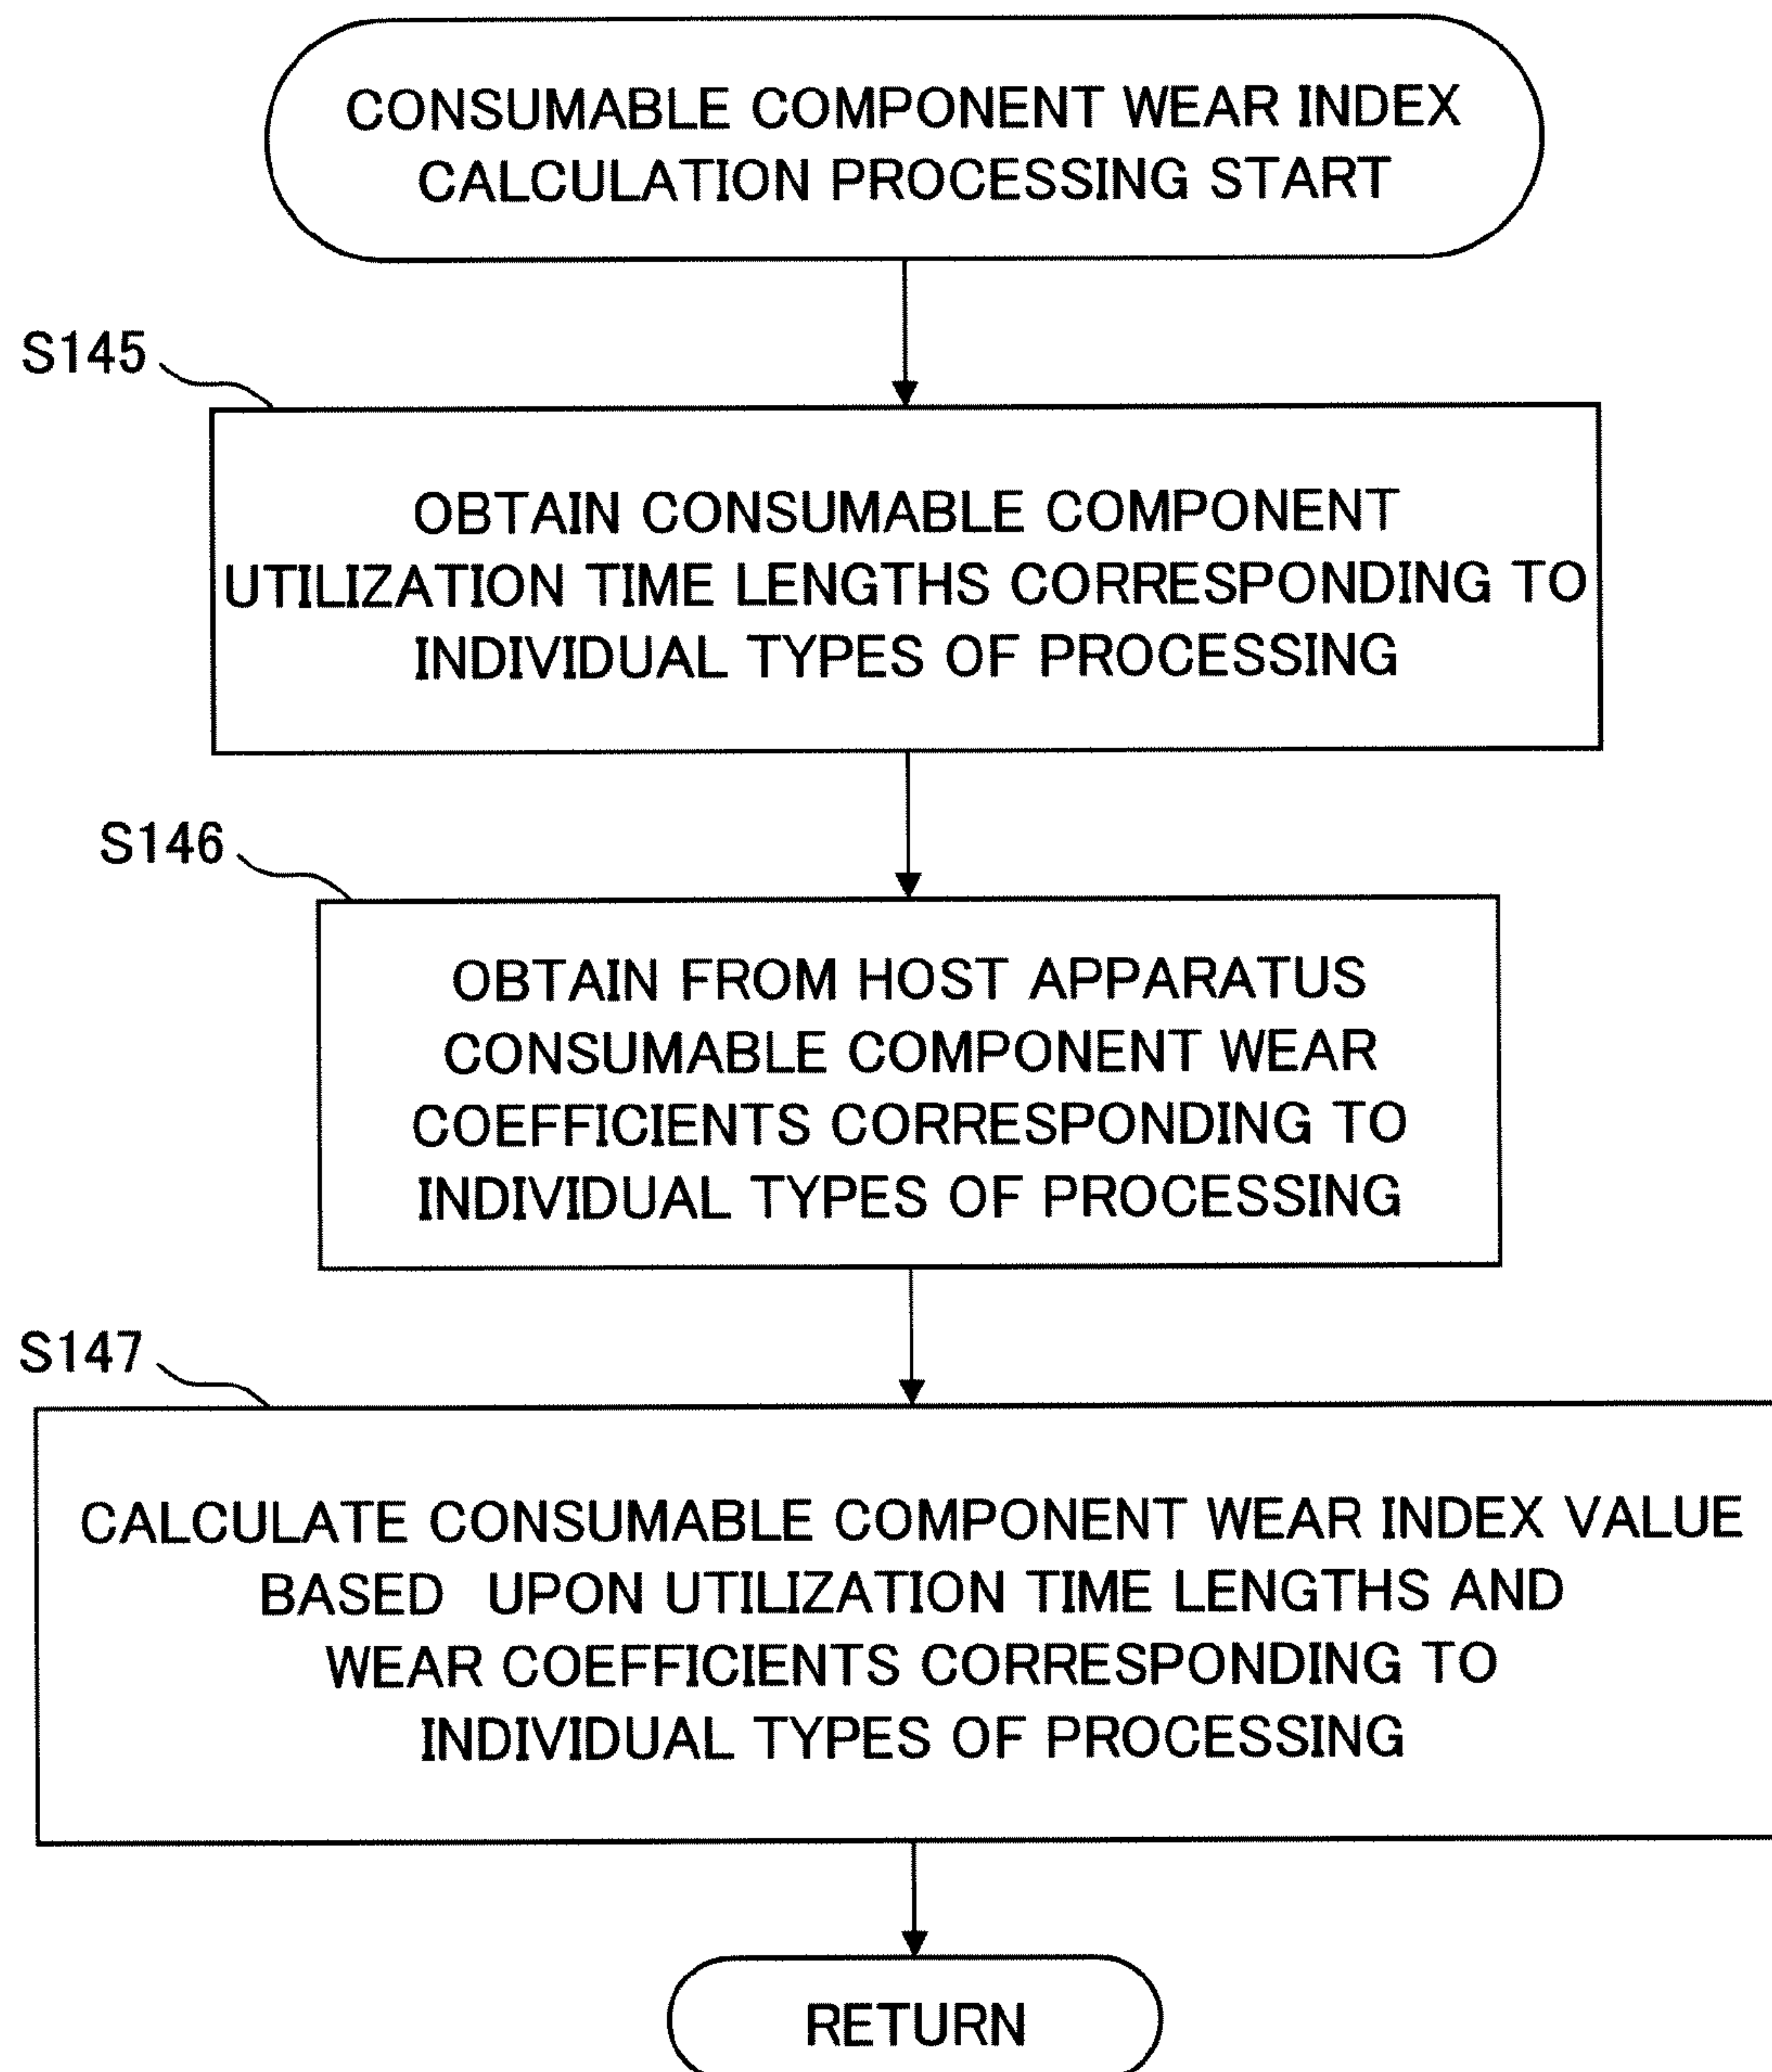 CONSUMABLE COMPONENT WEAR INDEX
CALCULATION PROCESSING START
S145
OBTAIN CONSUMABLE COMPONENT
UTILIZATION TIME LENGTHS CORRESPONDING TO
INDIVIDUAL TYPES OF PROCESSING
S146
OBTAIN FROM HOST APPARATUS
CONSUMABLE COMPONENT WEAR
COEFFICIENTS CORRESPONDING TO
INDIVIDUAL TYPES OF PROCESSING
S147
CALCULATE CONSUMABLE COMPONENT WEAR INDEX VALUE
BASED UPON UTILIZATION TIME LENGTHS AND
WEAR COEFFICIENTS CORRESPONDING TO
INDIVIDUAL TYPES OF PROCESSING
RETURN